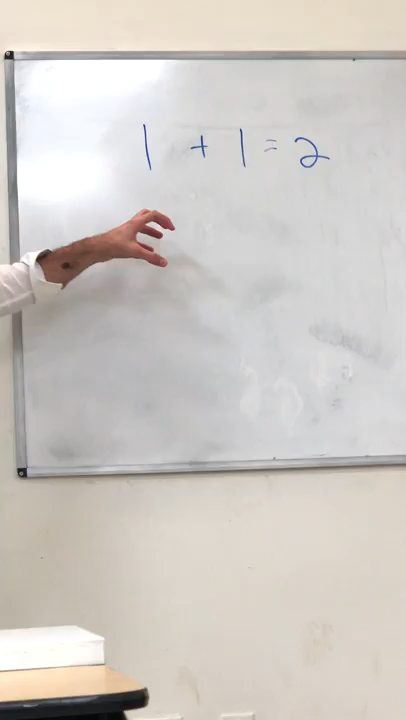 1 + 1 = 2